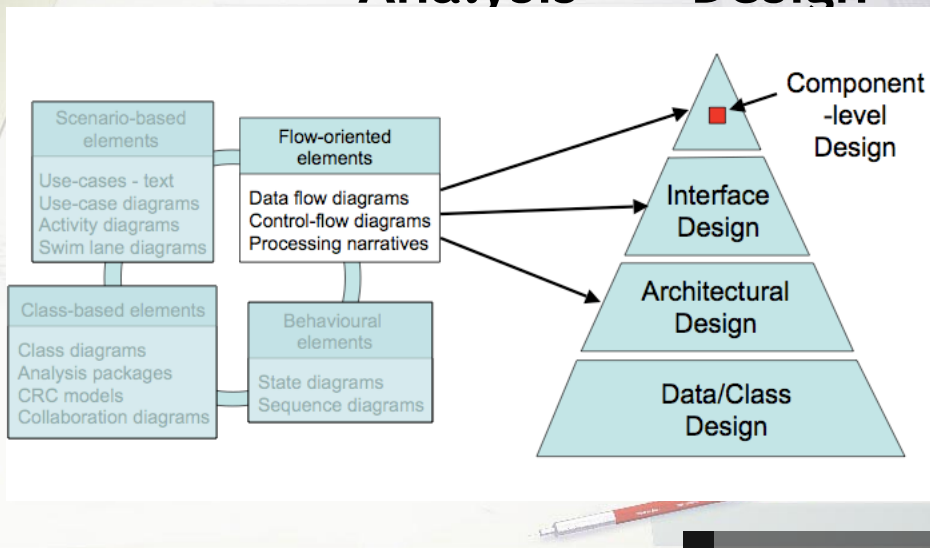 Analysis Design
Scenario-based
elements
Use-cases - text
Use-case diagrams
Activity diagrams
Swim lane diagrams
Flow-oriented
elements
Data flow diagrams
Control-flow diagrams
Processing narratives
Class-based elements
Class diagrams
Analysis packages
CRC models
Collaboration diagrams
Behavioural
elements
State diagrams
Sequence diagrams
Component
-level
Design
Interface
Design
Architectural
Design
Data/Class
Design